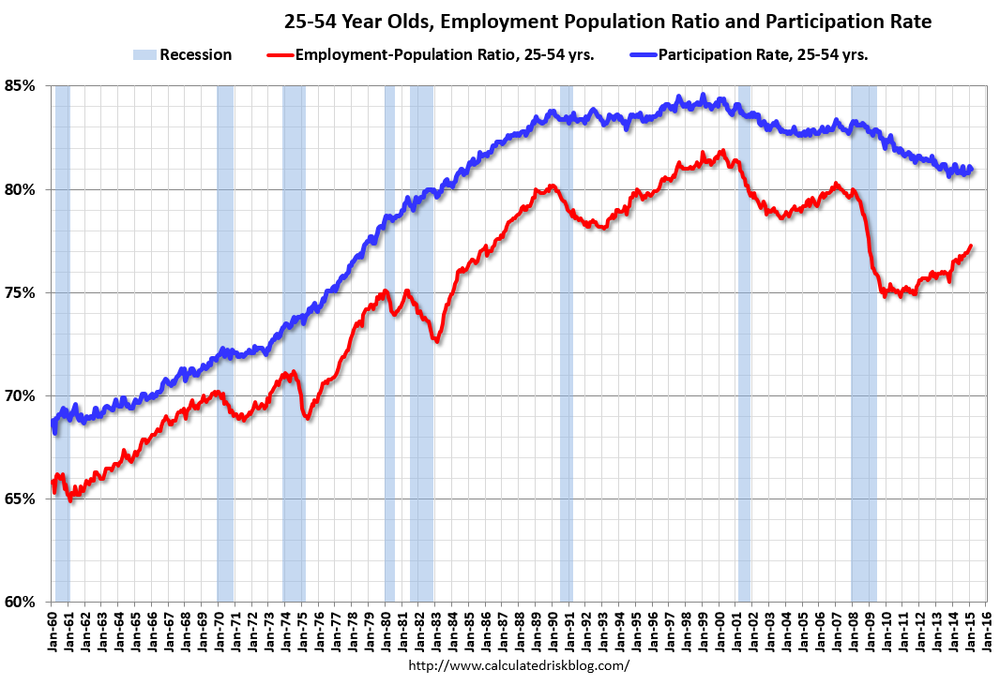 25-54 Year Olds, Employment Population Ratio and Participation Rate
Recession Employment-Population Ratio, 25-54 yrs. Participation Rate, 25-54 yrs.
85%
80%
75%
70%
65%
60%
Jan-60
Jan-61
Jan-62
Jan-63
Jan-64
Jan-65
Jan-66
Jan-67
Jan-68
Jan-69
Jan-70
Jan-71
Jan-72
Jan-73
Jan-74
Jan-75
Jan-76
Jan-77
Jan-78
Jan-79
Jan-80
Jan-81
Jan-82
Jan-83
Jan-84
Jan-85
Jan-86
Jan-87
Jan-88
Jan-89
Jan-90
Jan-91
Jan-92
Jan-93
Jan-94
Jan-95
Jan-96
Jan-97
Jan-98
Jan-99
Jan-00
Jan-01
Jan-02
Jan-03
Jan-04
Jan-05
Jan-06
Jan-07
Jan-08
Jan-09
Jan-10
Jan-11
Jan-12
Jan-13
Jan-14
Jan-15
Jan-16
http://www.calculatedriskblog.com/